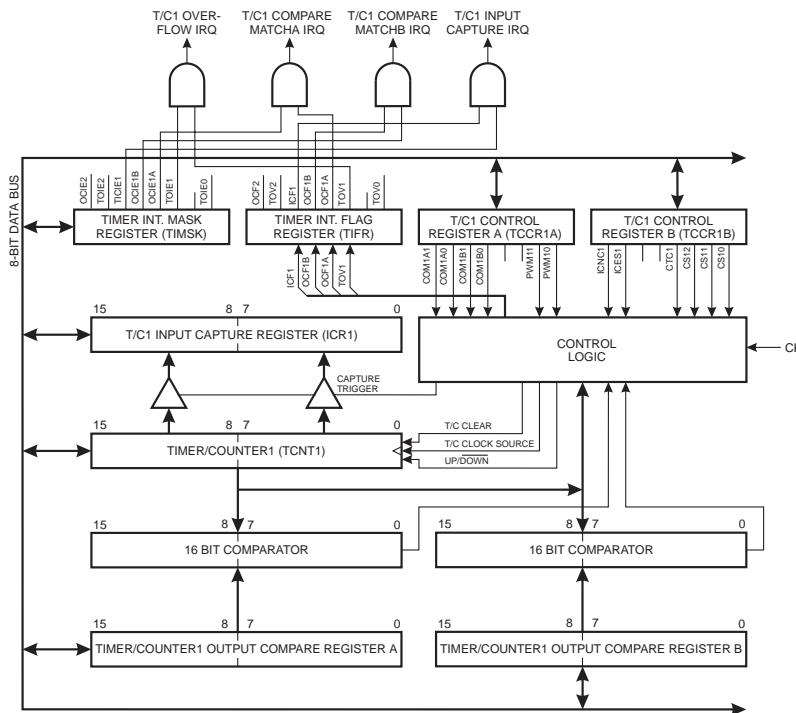 T/C1 OVER-
FLOW IRQ
T/C1 COMPARE
MATCHA IRQ
T/C1 COMPARE
MATCHB IRQ
T/C1 INPUT
CAPTURE IRQ
8-BIT DATA BUS
OCIE2
TOIE2
TICIE1
OCIE1B
OCIE1A
TOIE1
TOIE0
OCF2
TOV2
ICF1
OCF1B
OCF1A
TOV1
TOV0
TIMER INT. MASK
REGISTER (TIMSK)
TIMER INT. FLAG
REGISTER (TIFR)
T/C1 CONTROL
REGISTER A (TCCR1A)
T/C1 CONTROL
REGISTER B (TCCR1B)
ICF1
OCF1B
OCF1A
TOV1
COM1A1
COM1A0
COM1B1
COM1B0
PWM11
PWM10
ICNC1
ICES1
CTC1
CS12
CS11
CS10
15 8 7 0
T/C1 INPUT CAPTURE REGISTER (ICR1)
CONTROL
LOGIC
CAPTURE
TRIGGER
15 8 7 0
TIMER/COUNTER1 (TCNT1)
T/C CLEAR
T/C CLOCK SOURCE
UP/DOWN
15 8 7 0
16 BIT COMPARATOR
15 8 7 0
16 BIT COMPARATOR
15 8 7 0
TIMER/COUNTER1 OUTPUT COMPARE REGISTER A
15 8 7 0
TIMER/COUNTER1 OUTPUT COMPARE REGISTER B